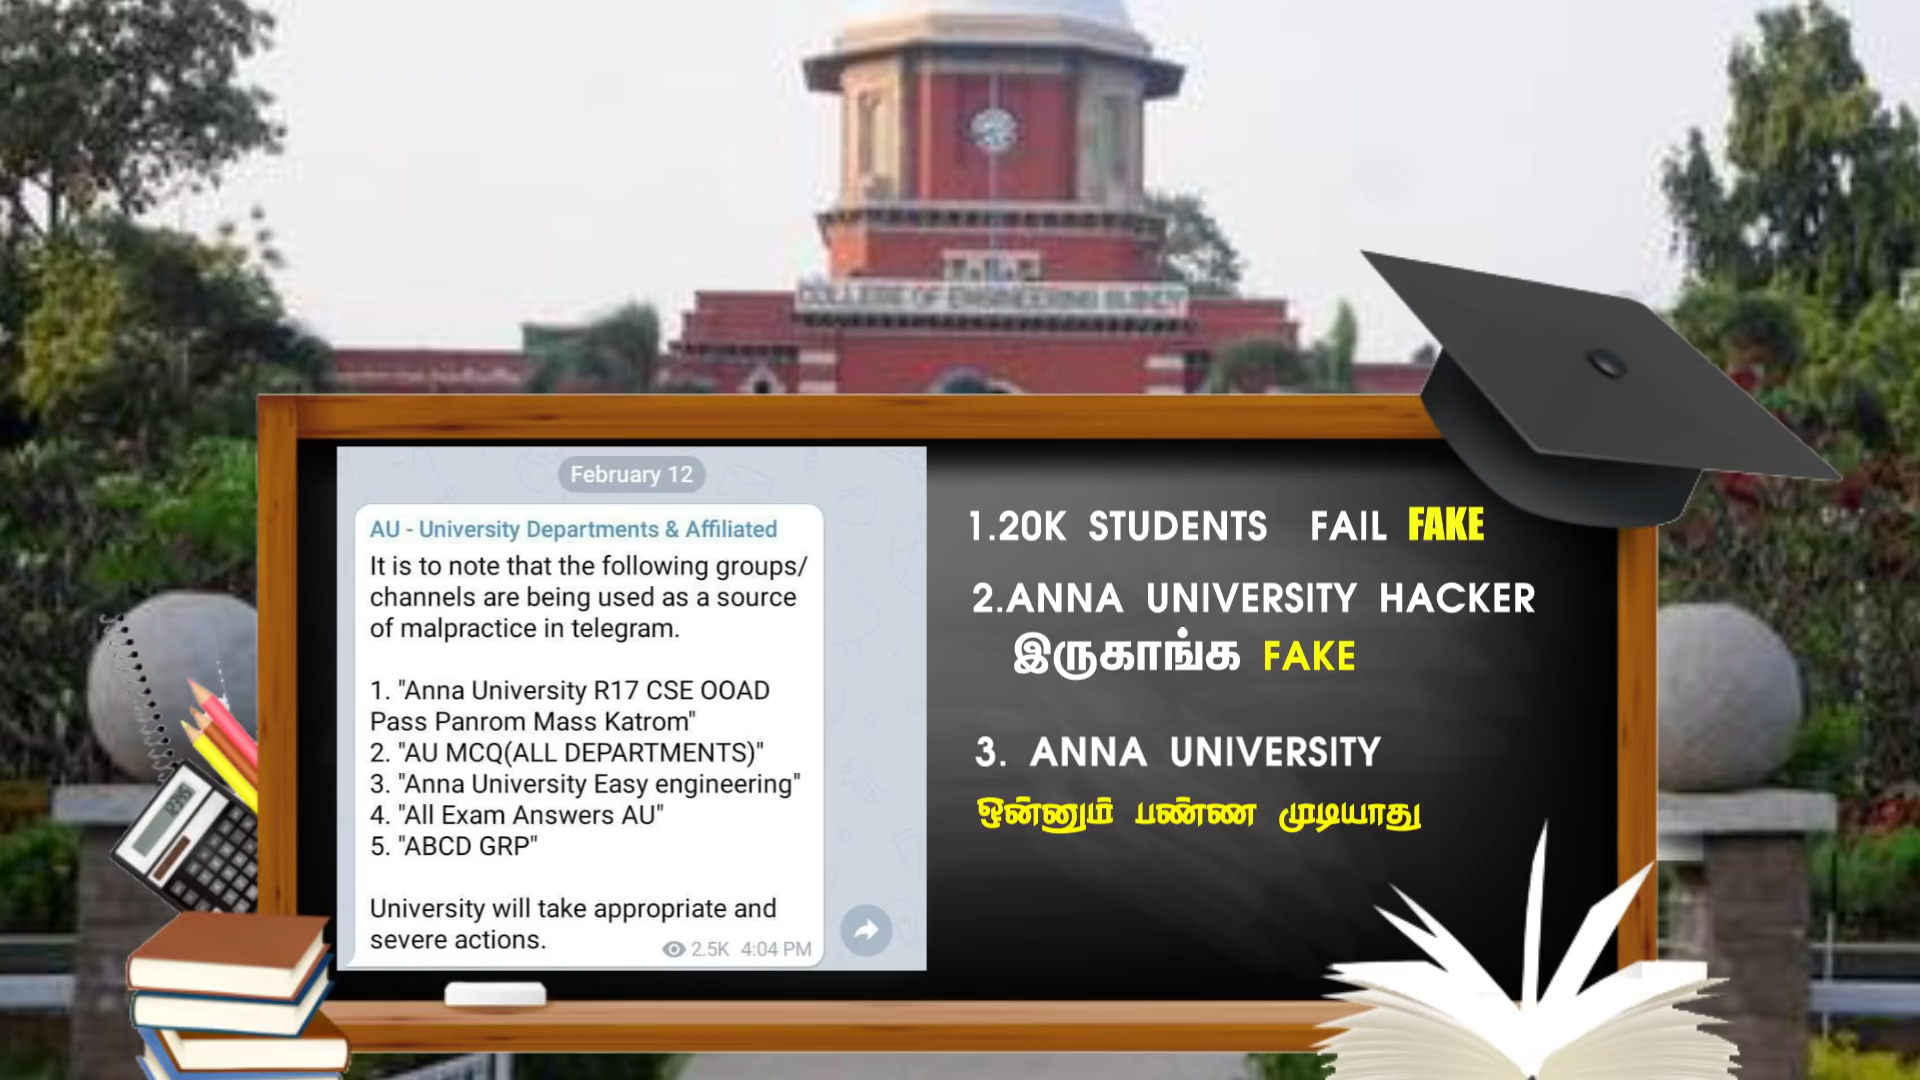 COLLEGE OF ENGINEERING GUINDY
February 12
AU - University Departments & Affiliated
It is to note that the following groups/
channels are being used as a source
of malpractice in telegram.
1. "Anna University R17 CSE OOAD
Pass Panrom Mass Katrom"
2. "AU MCQ(ALL DEPARTMENTS)"
3. "Anna University Easy engineering"
4. "All Exam Answers AU"
5. "ABCD GRP"
University will take appropriate and
severe actions.
2.5K 4:04 PM
1.20K STUDENTS FAIL FAKE
2.ANNA UNIVERSITY HACKER
இருகாங்க FAKE
3. ANNA UNIVERSITY
ஒன்னும் பண்ண முடியாது